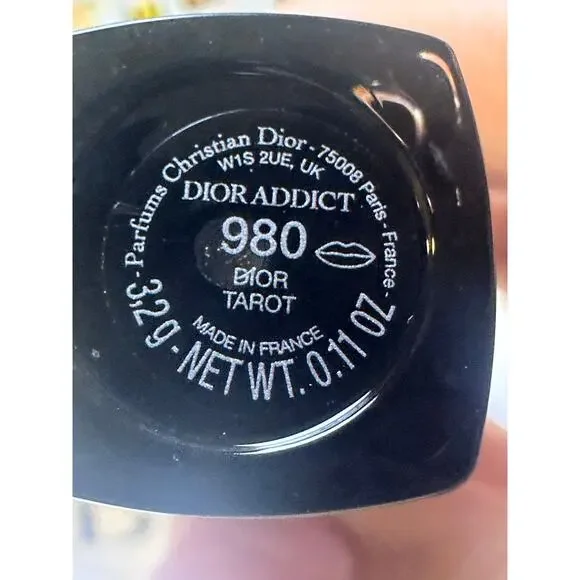 - Parfums Christian Dior - 75008 Paris - France -
W1S 2UE, UK
DIOR ADDICT
980
DIOR
TAROT
MADE IN FRANCE
3,2 g - NET WT. 0.11 OZ